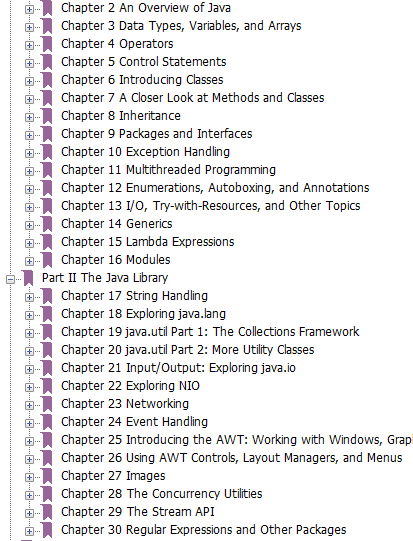 Chapter 2 An Overview of Java
Chapter 3 Data Types, Variables, and Arrays
Chapter 4 Operators
Chapter 5 Control Statements
Chapter 6 Introducing Classes
Chapter 7 A Closer Look at Methods and Classes
Chapter 8 Inheritance
Chapter 9 Packages and Interfaces
Chapter 10 Exception Handling
Chapter 11 Multithreaded Programming
Chapter 12 Enumerations, Autoboxing, and Annotations
Chapter 13 I/O, Try-with-Resources, and Other Topics
Chapter 14 Generics
Chapter 15 Lambda Expressions
Chapter 16 Modules
Part II The Java Library
Chapter 17 String Handling
Chapter 18 Exploring java.lang
Chapter 19 java.util Part 1: The Collections Framework
Chapter 20 java.util Part 2: More Utility Classes
Chapter 21 Input/Output: Exploring java.io
Chapter 22 Exploring NIO
Chapter 23 Networking
Chapter 24 Event Handling
Chapter 25 Introducing the AWT: Working with Windows, Grap
Chapter 26 Using AWT Controls, Layout Managers, and Menus
Chapter 27 Images
Chapter 28 The Concurrency Utilities
Chapter 29 The Stream API
Chapter 30 Regular Expressions and Other Packages